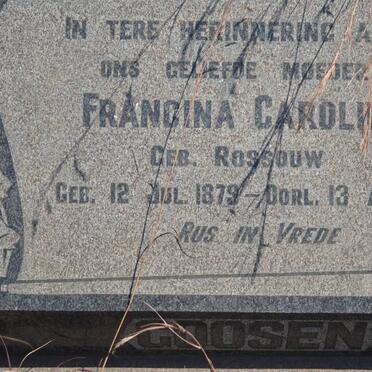 IN TERE HERINNERING
ONS GELIEFDE MOEDER
FRANCINA CAROLI
GEB. ROSSOUW
GEB. 12 JUL. 1879 - OORL. 13
RUS IN VREDE
GOOSEN